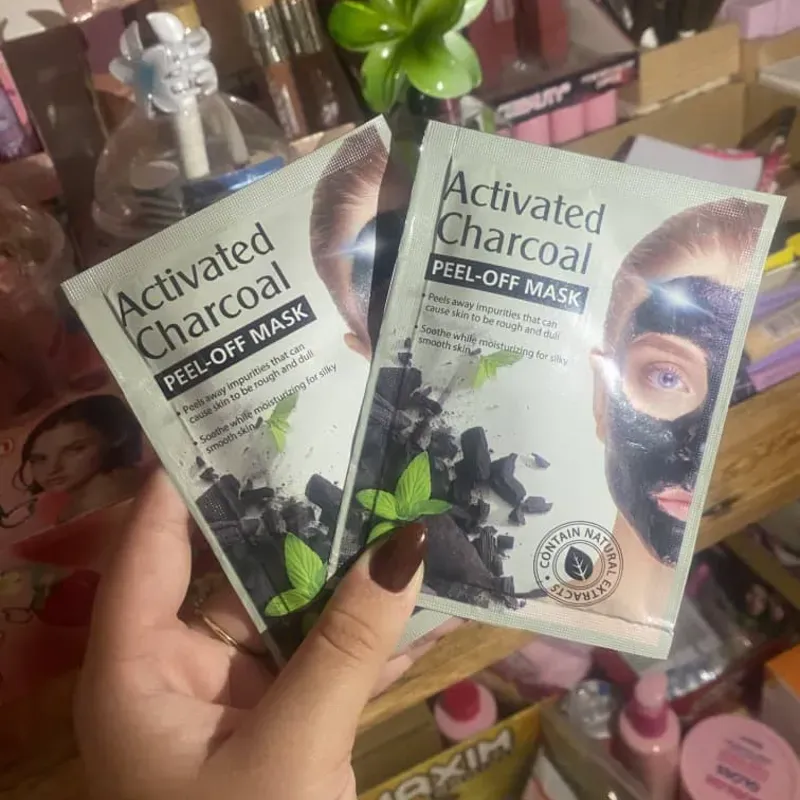 Activated
Charcoal
PEEL-OFF MASK
• Peels away impurities that can
cause skin to be rough and dull
• Soothe while moisturizing for silky
smooth skin
Activated
Charcoal
PEEL-OFF MASK
• Peels away impurities that can
cause skin to be rough and dull
• Soothe while moisturizing for silky
smooth skin
• CONTAIN NATURAL EXTRACTS •